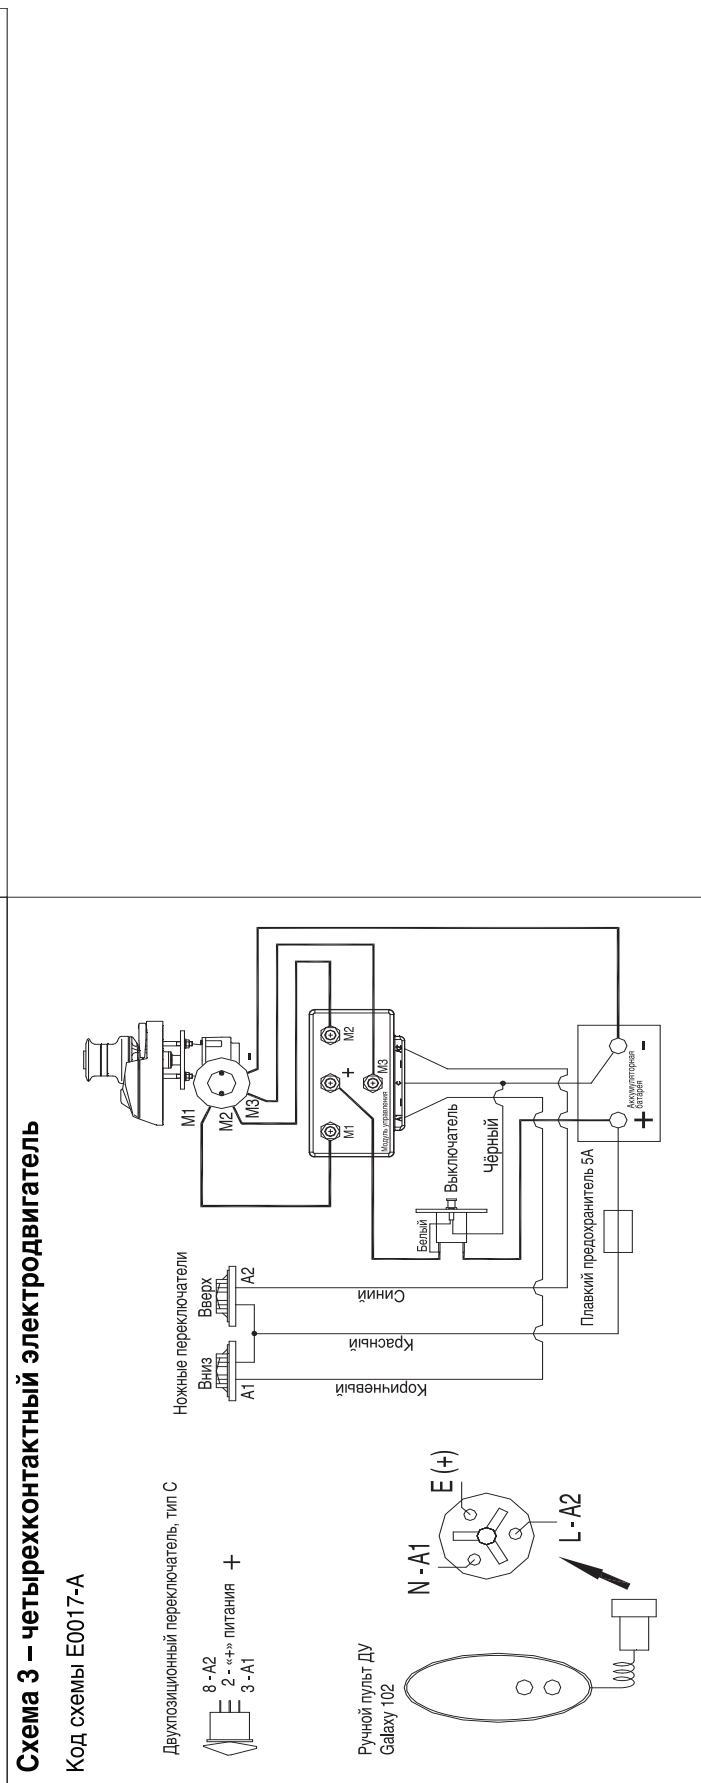 Схема 3 – четырехконтактный электродвигатель
Код схемы E0017-A
Двухпозиционный переключатель, тип С
8 - A2
2 - «+» питания +
3 - A1
Ножные переключатели
Вниз
Вверх
A1
A2
Коричневый
Красный
Синий
M1
M2
M3
-
M1
+
M2
M3
Модуль управления
A1
–
C
–
A2
Белый
Выключатель
Чёрный
Ручной пульт ДУ
Galaxy 102
N - A1
E (+)
L - A2
Плавкий предохранитель 5A
+
-
Аккумуляторная
батарея